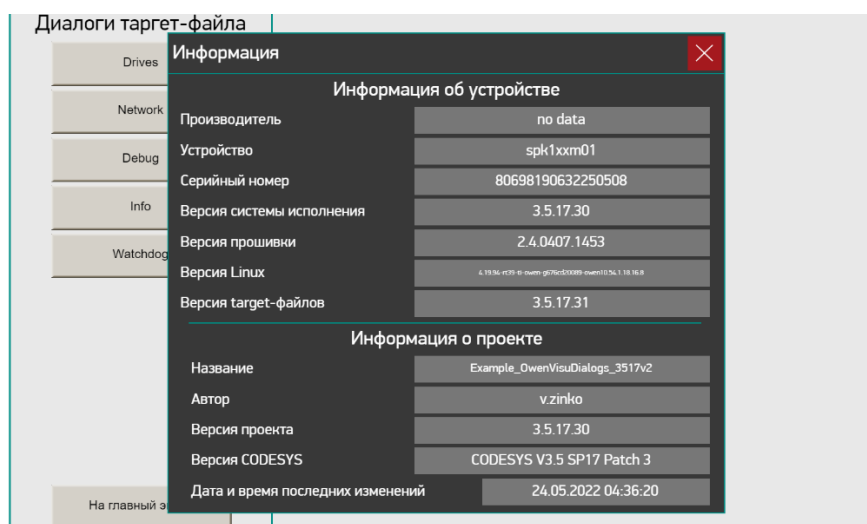 Диалоги таргет-файла
Drives
Network
Debug
Info
Watchdog
На главный э
Информация
Информация об устройстве
Производитель no data
Устройство spk1xxm01
Серийный номер 80698190632250508
Версия системы исполнения 3.5.17.30
Версия прошивки 2.4.0407.1453
Версия Linux
Версия target-файлов 3.5.17.31
Информация о проекте
Название Example_OwenVisuDialogs_3517v2
Автор v.zinko
Версия проекта 3.5.17.30
Версия CODESYS CODESYS V3.5 SP17 Patch 3
Дата и время последних изменений 24.05.2022 04:36:20